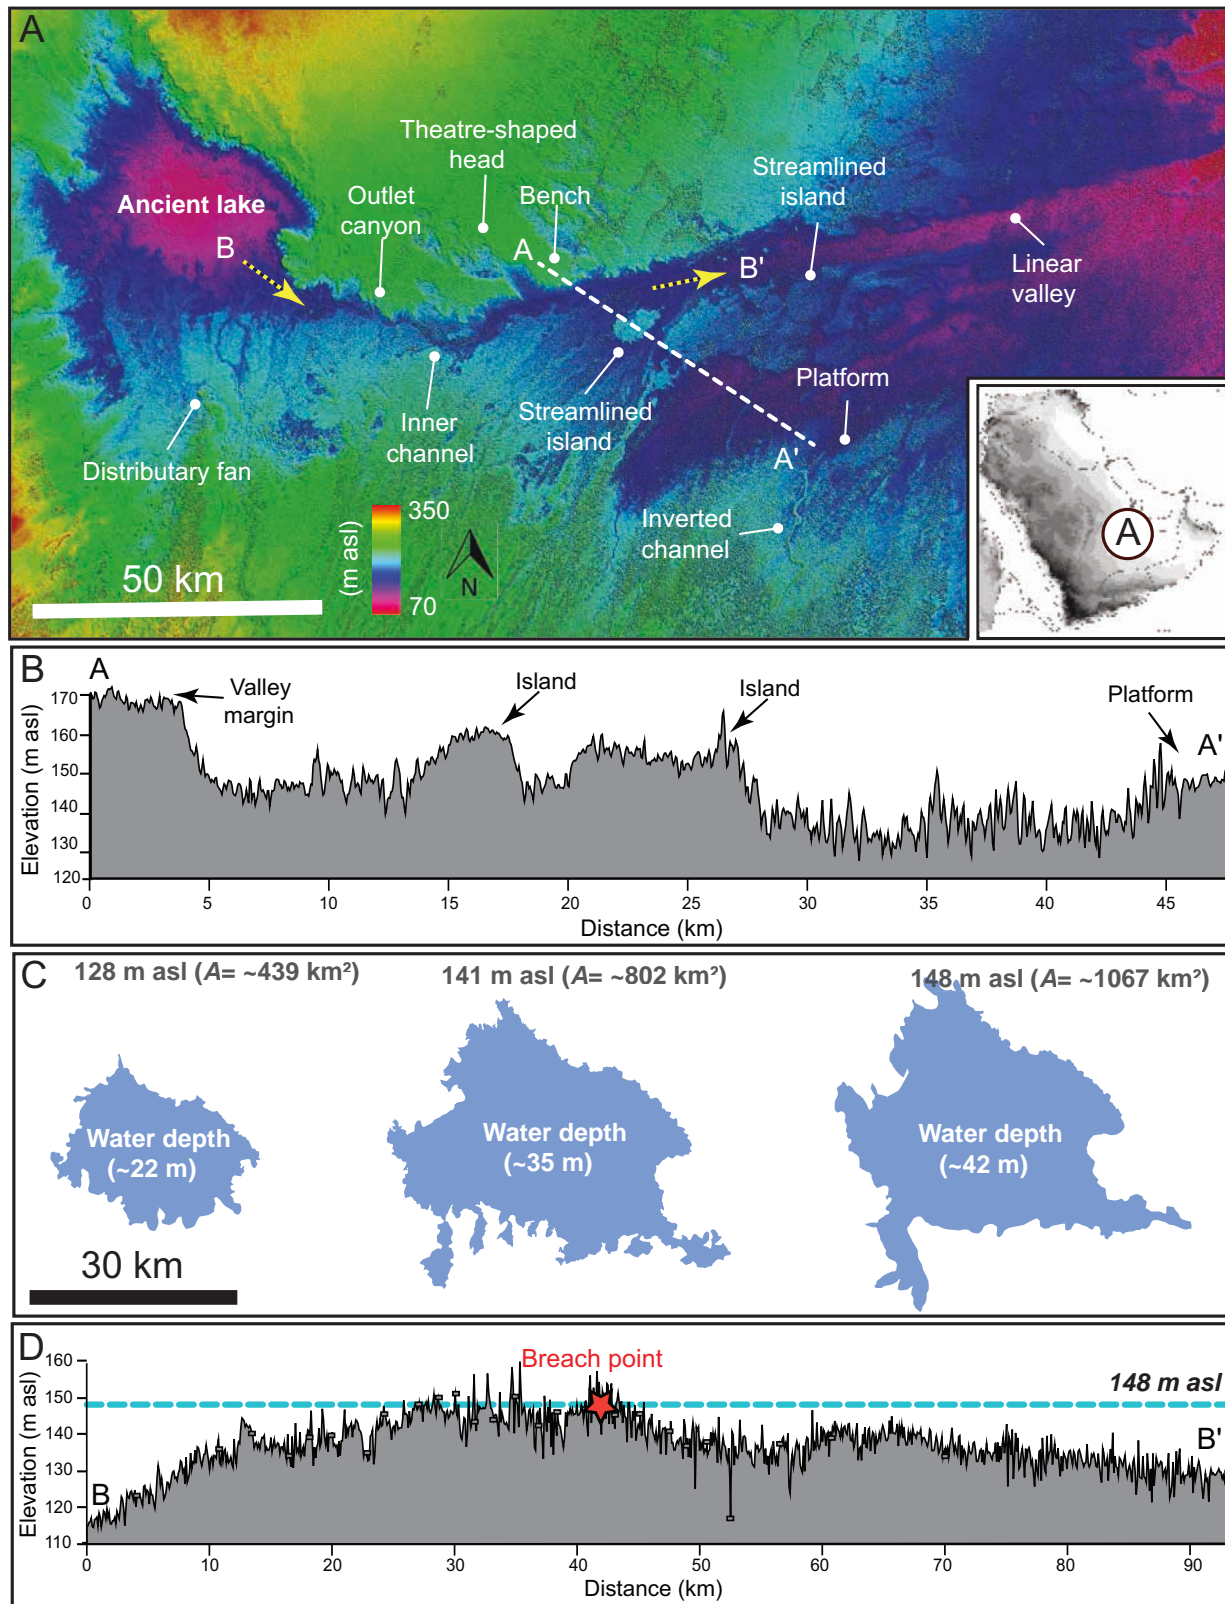 A
Theatre-shaped
head
Streamlined
island
Outlet
canyon
Bench
Ancient lake
A
B
B'
Linear
valley
Platform
Inner
channel
Streamlined
island
A'
Distributary fan
Inverted
channel
350
(m asl)
70
N
50 km
A
B
A
Valley
margin
Island
Island
Platform
A'
Elevation (m asl)
170
160
150
140
130
120
0 5 10 15 20 25 30 35 40 45
Distance (km)
C
128 m asl (A= ~439 km²)
141 m asl (A= ~802 km²)
148 m asl (A= ~1067 km²)
Water depth
(~22 m)
Water depth
(~35 m)
Water depth
(~42 m)
30 km
D
Breach point
148 m asl
Elevation (m asl)
160
150
140
130
120
110
B
B'
0 10 20 30 40 50 60 70 80 90
Distance (km)